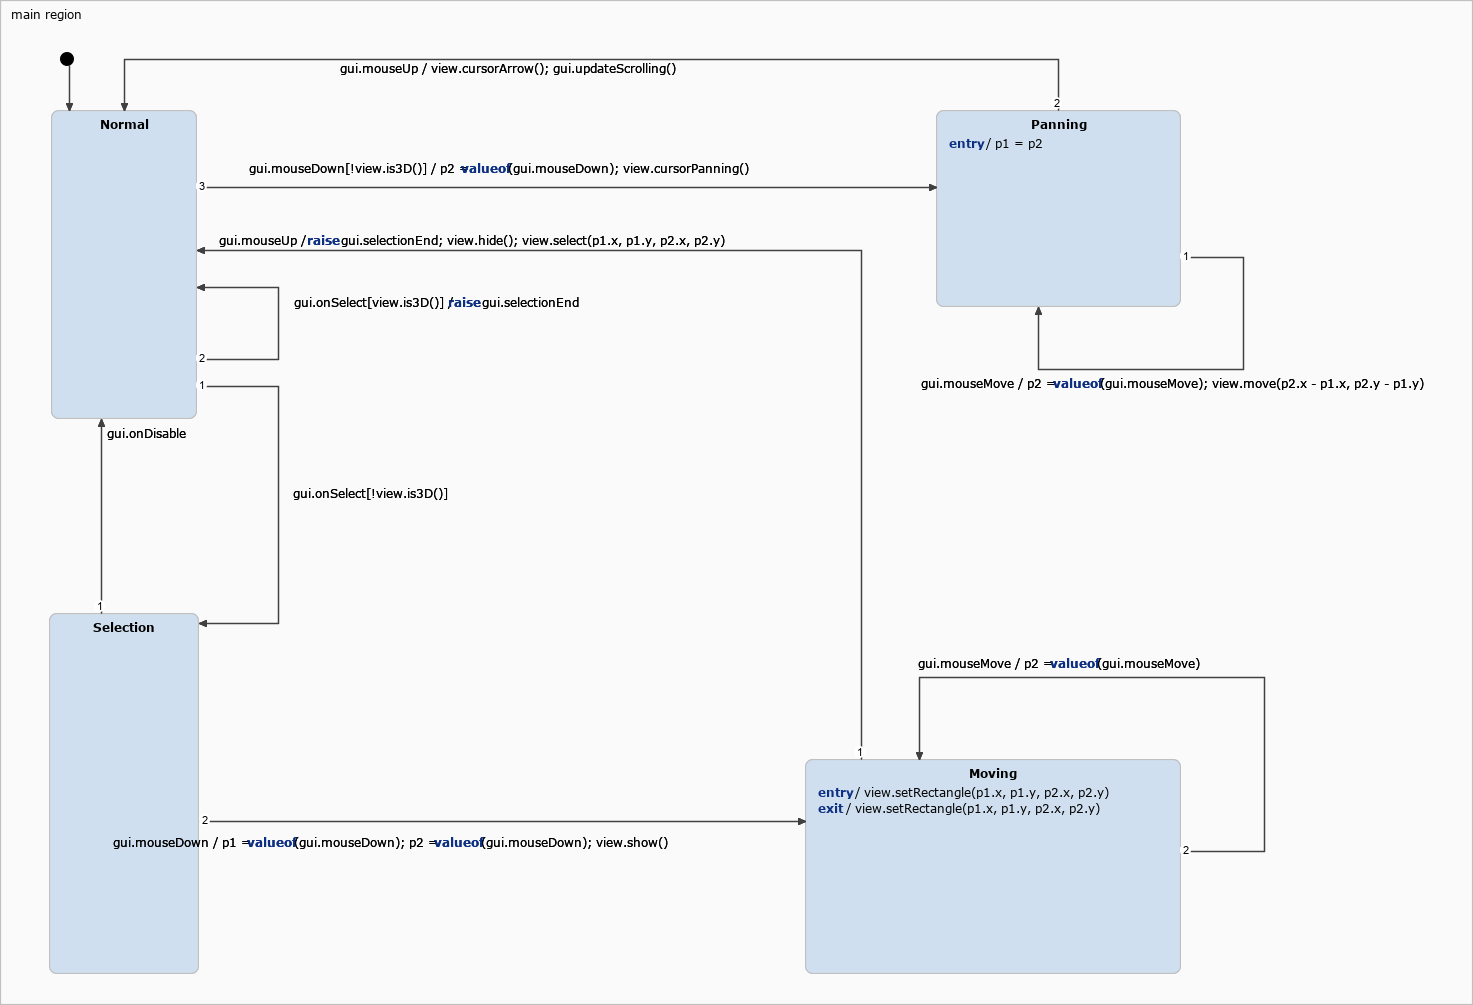 main region
gui.mouseUp / view.cursorArrow(); gui.updateScrolling()
2
Normal
Panning
entry / p1 = p2
gui.mouseDown[!view.is3D()] / p2 = valueof(gui.mouseDown); view.cursorPanning()
3
gui.mouseUp / raise gui.selectionEnd; view.hide(); view.select(p1.x, p1.y, p2.x, p2.y)
1
gui.onSelect[view.is3D()] / raise gui.selectionEnd
2
1
gui.mouseMove / p2 = valueof(gui.mouseMove); view.move(p2.x - p1.x, p2.y - p1.y)
gui.onDisable
gui.onSelect[!view.is3D()]
1
Selection
gui.mouseMove / p2 = valueof(gui.mouseMove)
1
Moving
entry / view.setRectangle(p1.x, p1.y, p2.x, p2.y)
exit / view.setRectangle(p1.x, p1.y, p2.x, p2.y)
2
gui.mouseDown / p1 = valueof(gui.mouseDown); p2 = valueof(gui.mouseDown); view.show()
2